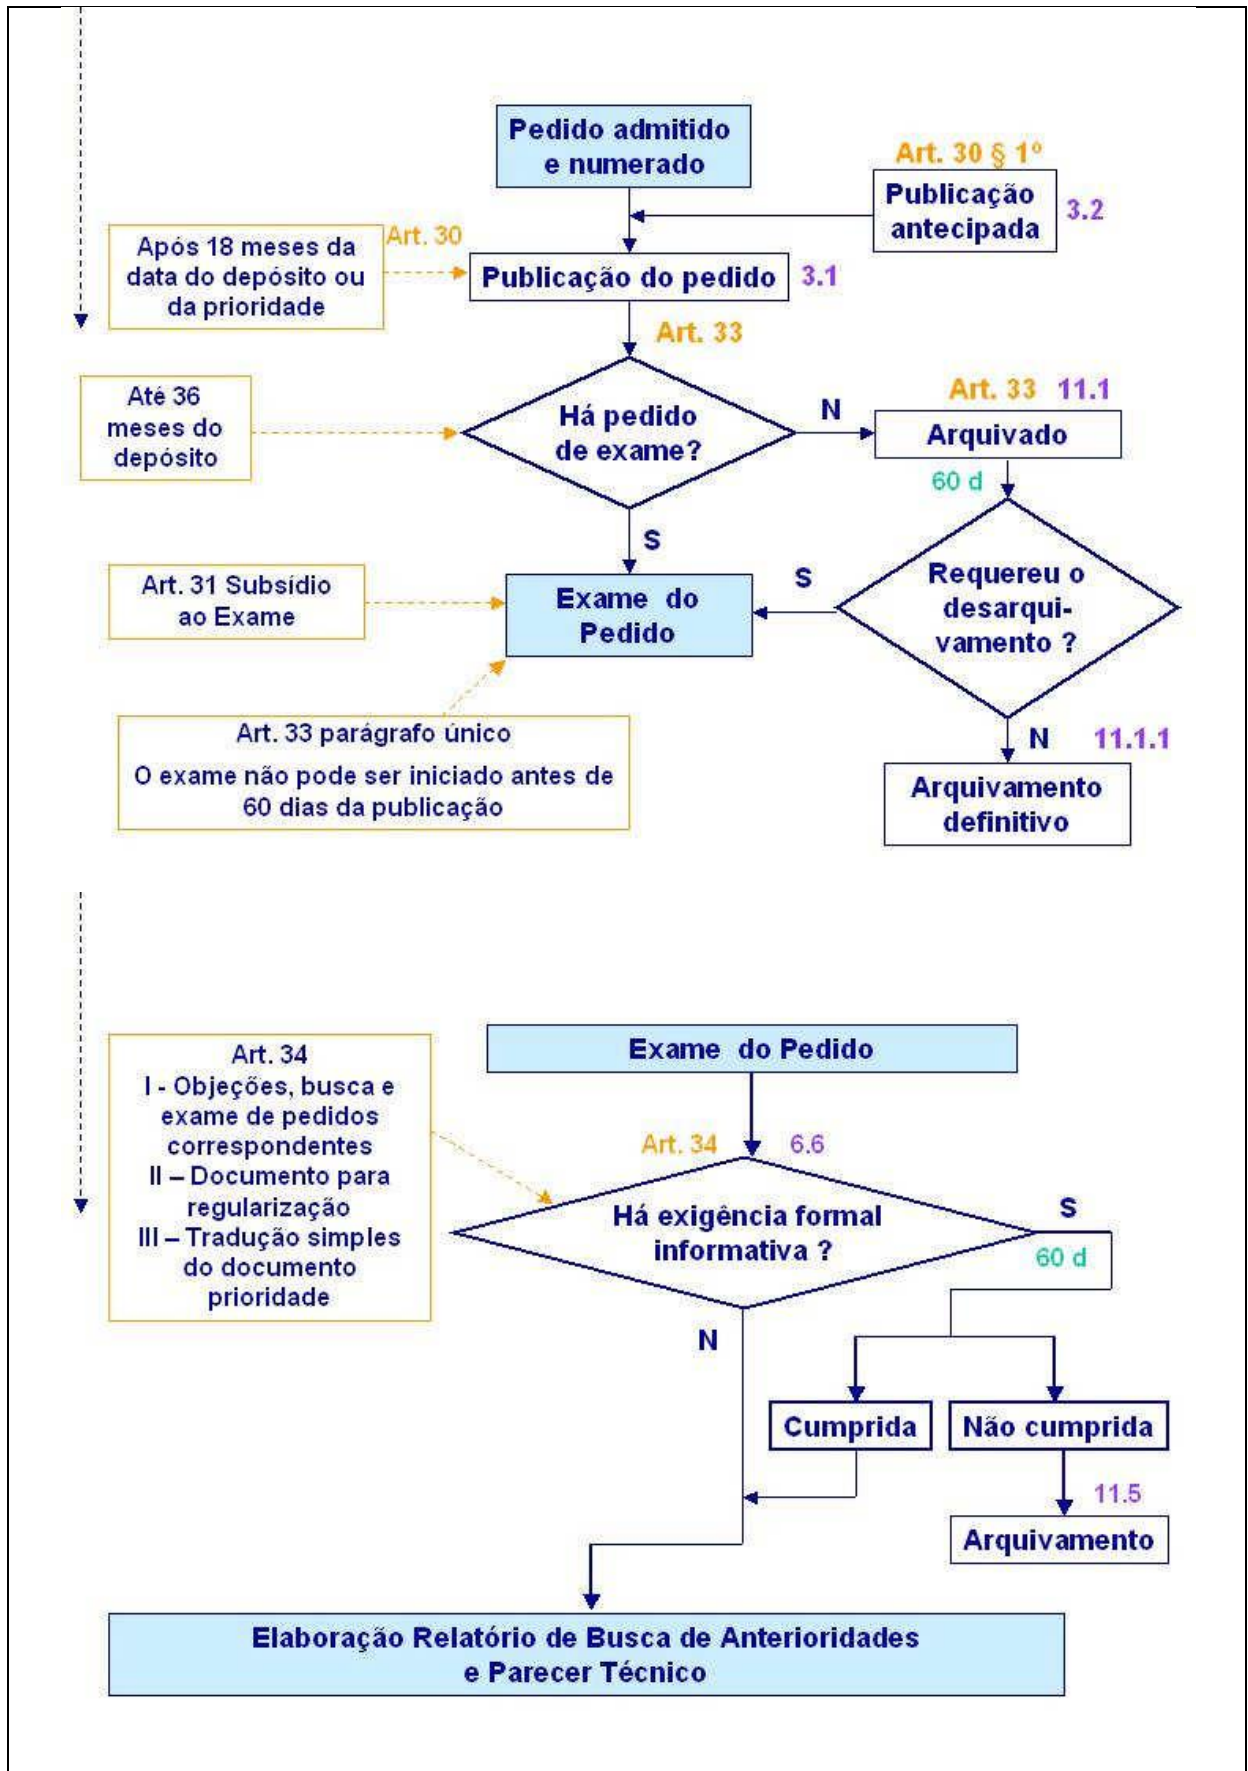 Pedido admitido
e numerado
Art. 30 § 1º
Publicação
antecipada
3.2
Após 18 meses da
data do depósito ou
da prioridade
Art. 30
Publicação do pedido
3.1
Art. 33
Até 36
meses do
depósito
Há pedido
de exame?
N
Art. 33 11.1
Arquivado
60 d
S
Art. 31 Subsídio
ao Exame
Exame do
Pedido
S
Requereu o
desarqui-
vamento ?
Art. 33 parágrafo único
O exame não pode ser iniciado antes de
60 dias da publicação
N
11.1.1
Arquivamento
definitivo
Art. 34
I - Objeções, busca e
exame de pedidos
correspondentes
II – Documento para
regularização
III – Tradução simples
do documento
prioridade
Exame do Pedido
Art. 34
6.6
Há exigência formal
informativa ?
S
60 d
N
Cumprida
Não cumprida
11.5
Arquivamento
Elaboração Relatório de Busca de Anterioridades
e Parecer Técnico